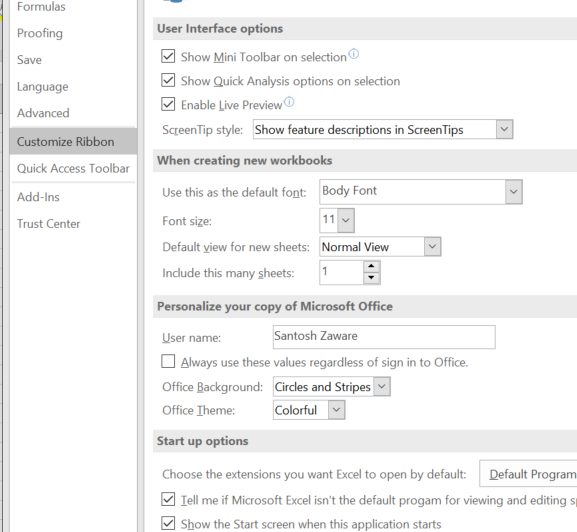 Formulas
Proofing
Save
Language
Advanced
Customize Ribbon
Quick Access Toolbar
Add-Ins
Trust Center
User Interface options
Show Mini Toolbar on selection
Show Quick Analysis options on selection
Enable Live Preview
ScreenTip style: Show feature descriptions in ScreenTips
When creating new workbooks
Use this as the default font: Body Font
Font size: 11
Default view for new sheets: Normal View
Include this many sheets: 1
Personalize your copy of Microsoft Office
User name: Santosh Zaware
Always use these values regardless of sign in to Office.
Office Background: Circles and Stripes
Office Theme: Colorful
Start up options
Choose the extensions you want Excel to open by default: Default Program
Tell me if Microsoft Excel isn't the default progam for viewing and editing
Show the Start screen when this application starts